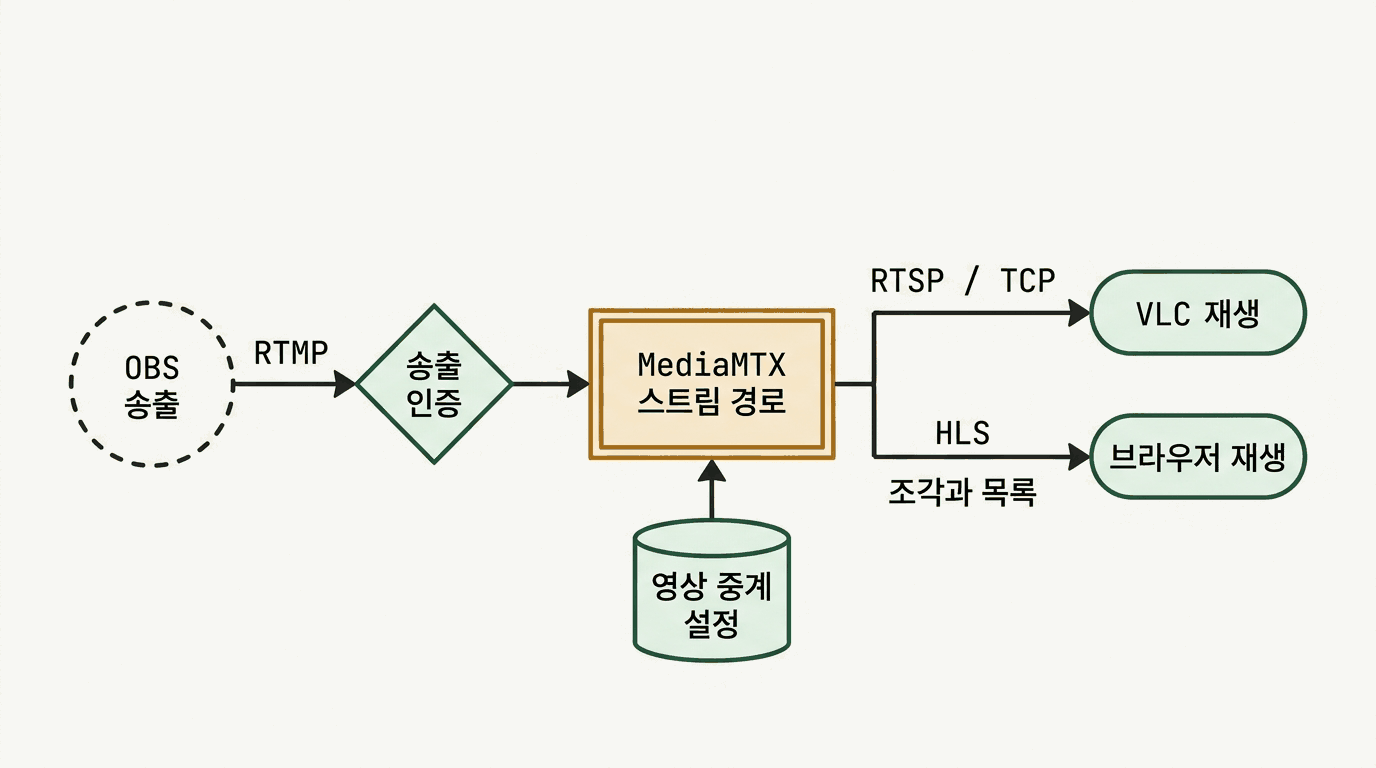 OBS
송출
RTMP
송출
인증
MediaMTX
스트림 경로
영상 중계
설정
RTSP / TCP
VLC 재생
HLS
조각과 목록
브라우저 재생